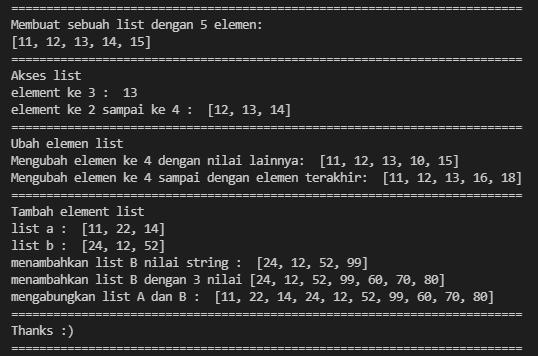 =================================================================
Membuat sebuah list dengan 5 elemen:
[11, 12, 13, 14, 15]
=================================================================
Akses list
element ke 3 :  13
element ke 2 sampai ke 4 :  [12, 13, 14]
=================================================================
Ubah elemen list
Mengubah elemen ke 4 dengan nilai lainnya:  [11, 12, 13, 10, 15]
Mengubah elemen ke 4 sampai dengan elemen terakhir:  [11, 12, 13, 16, 18]
=================================================================
Tambah element list
list a :  [11, 22, 14]
list b :  [24, 12, 52]
menambahkan list B nilai string :  [24, 12, 52, 99]
menambahkan list B dengan 3 nilai [24, 12, 52, 99, 60, 70, 80]
mengabungkan list A dan B :  [11, 22, 14, 24, 12, 52, 99, 60, 70, 80]
=================================================================
Thanks :)
=================================================================